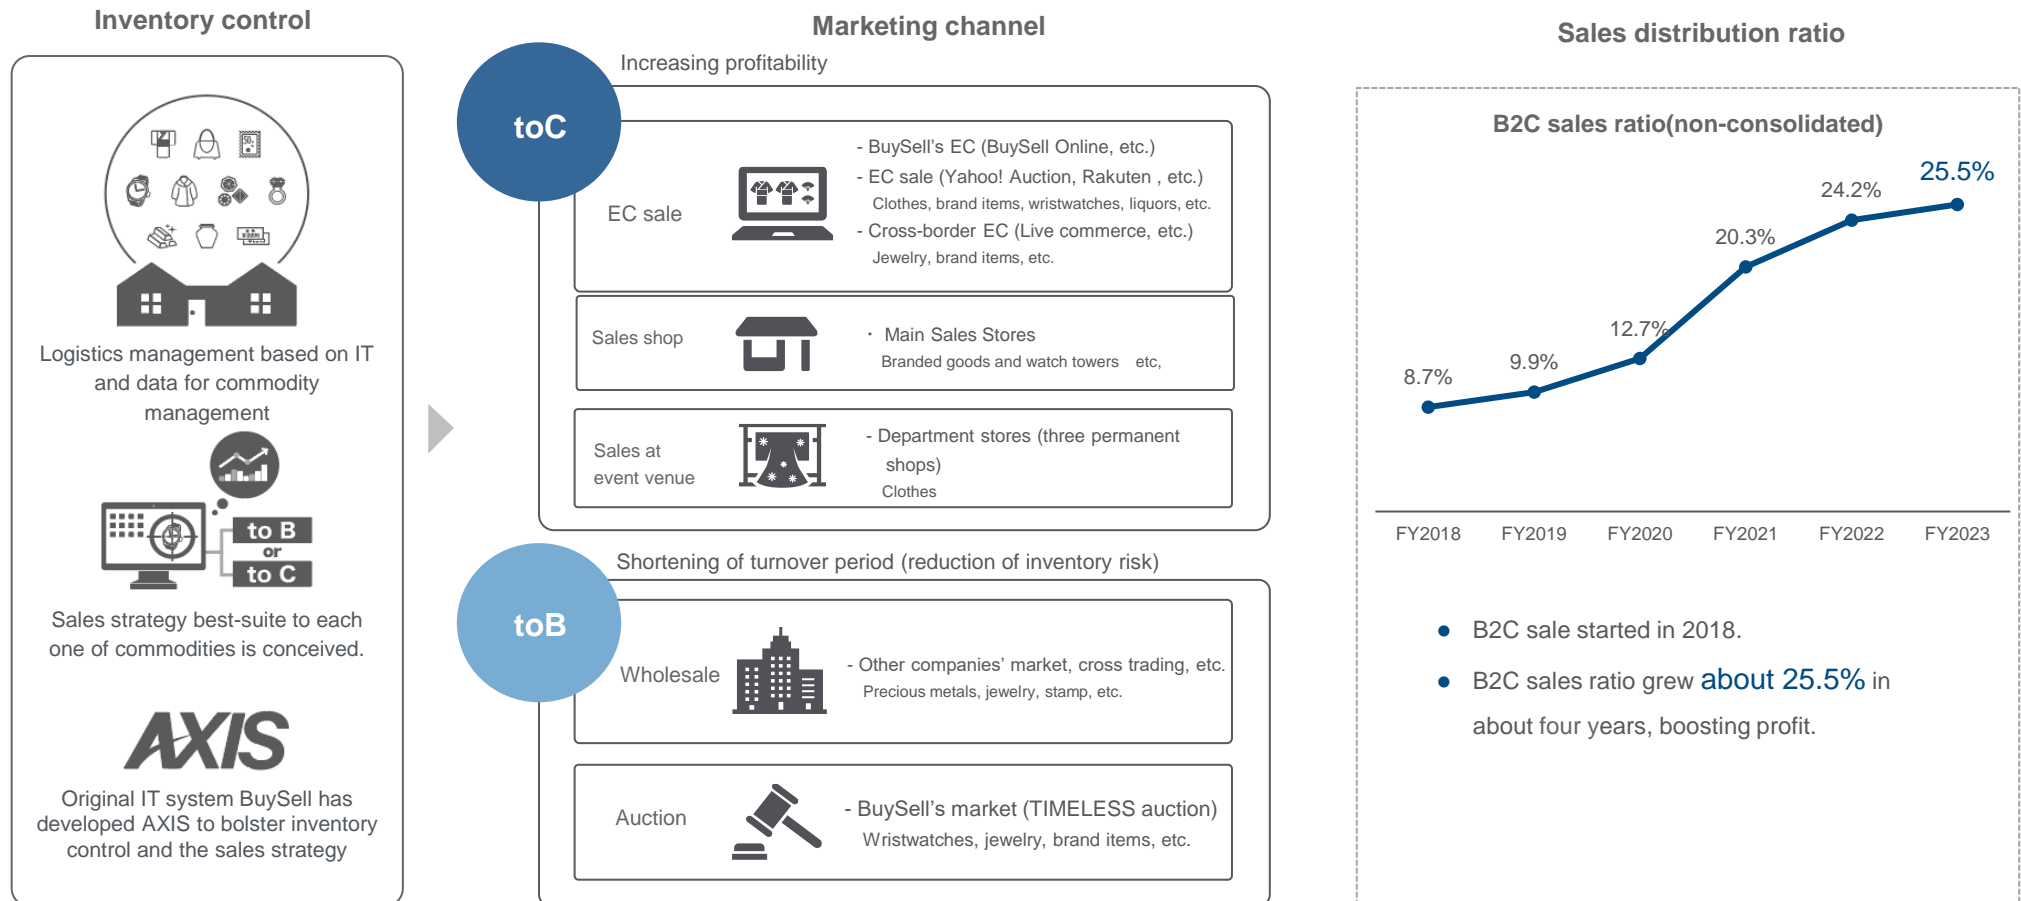 Inventory control
Logistics management based on IT
and data for commodity
management
to B
or
to C
Sales strategy best-suite to each
one of commodities is conceived.
AXIS
Original IT system BuySell has
developed AXIS to bolster inventory
control and the sales strategy
Marketing channel
toC
Increasing profitability
EC sale
- BuySell's EC (BuySell Online, etc.)
- EC sale (Yahoo! Auction, Rakuten , etc.)
Clothes, brand items, wristwatches, liquors, etc.
- Cross-border EC (Live commerce, etc.)
Jewelry, brand items, etc.
Sales shop
・ Main Sales Stores
Branded goods and watch towers etc,
Sales at
event venue
- Department stores (three permanent
shops)
Clothes
toB
Shortening of turnover period (reduction of inventory risk)
Wholesale
- Other companies' market, cross trading, etc.
Precious metals, jewelry, stamp, etc.
Auction
- BuySell's market (TIMELESS auction)
Wristwatches, jewelry, brand items, etc.
Sales distribution ratio
B2C sales ratio(non-consolidated)
8.7%
9.9%
12.7%
20.3%
24.2%
25.5%
FY2018
FY2019
FY2020
FY2021
FY2022
FY2023
● B2C sale started in 2018.
● B2C sales ratio grew about 25.5% in
about four years, boosting profit.